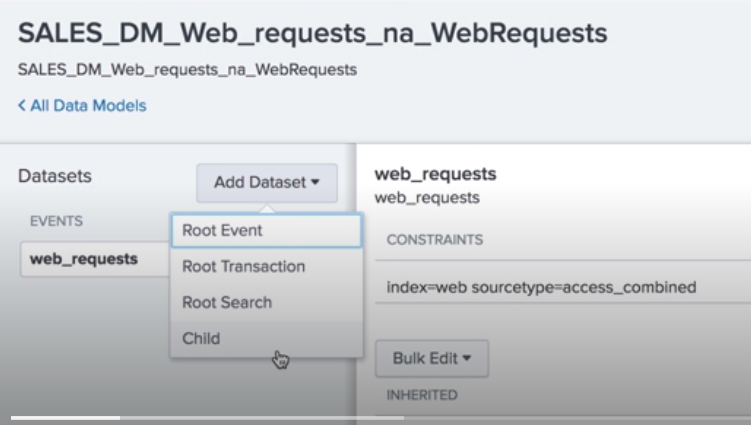 SALES_DM_Web_requests_na_WebRequests
SALES_DM_Web_requests_na_WebRequests
< All Data Models
Datasets
Add Dataset
EVENTS
web_requests
Root Event
Root Transaction
Root Search
Child
web_requests
web_requests
CONSTRAINTS
index=web sourcetype=access_combined
Bulk Edit
INHERITED